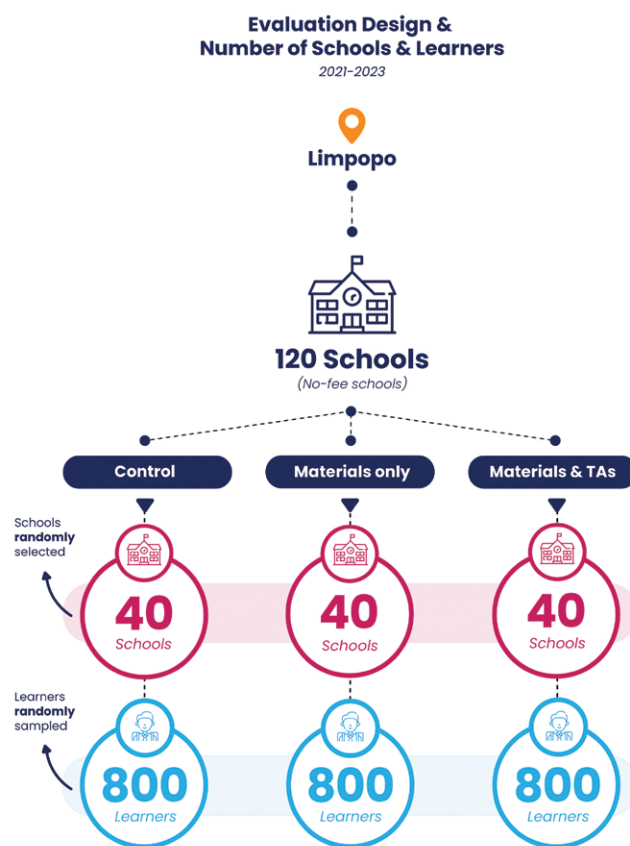 Evaluation Design &
Number of Schools & Learners
2021-2023
Limpopo
120 Schools
(No-fee schools)
Control
Materials only
Materials & TAs
Schools
randomly
selected
40
Schools
40
Schools
40
Schools
Learners
randomly
sampled
800
Learners
800
Learners
800
Learners